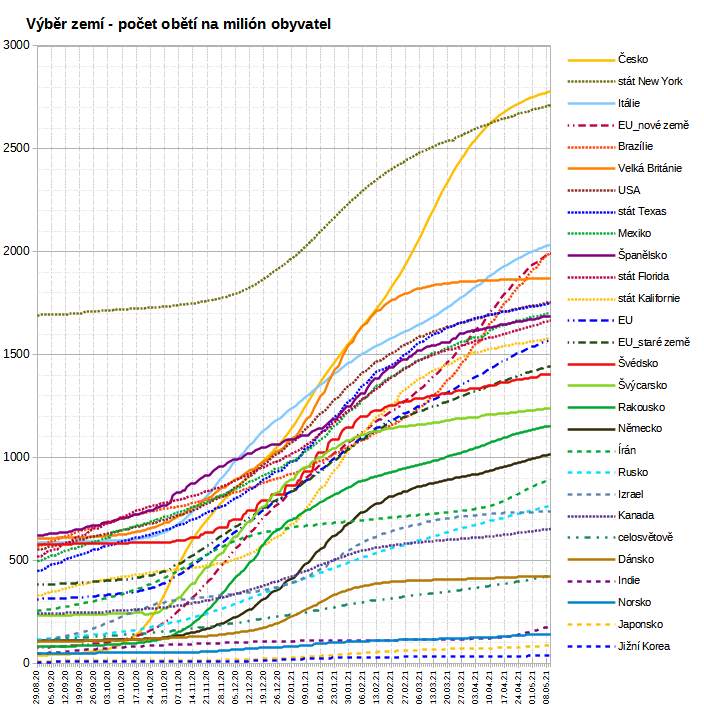 Výběr zemí - počet obětí na milión obyvatel
3000
2500
2000
1500
1000
500
0
Česko
stát New York
Itálie
EU_nové země
Brazílie
Velká Británie
USA
stát Texas
Mexiko
Španělsko
stát Florida
stát Kalifornie
EU
EU_staré země
Švédsko
Švýcarsko
Rakousko
Německo
Írán
Rusko
Izrael
Kanada
celosvětově
Dánsko
Indie
Norsko
Japonsko
Jižní Korea
29.08.20
05.09.20
12.09.20
19.09.20
26.09.20
03.10.20
10.10.20
17.10.20
24.10.20
31.10.20
07.11.20
14.11.20
21.11.20
28.11.20
05.12.20
12.12.20
19.12.20
26.12.20
02.01.21
09.01.21
16.01.21
23.01.21
30.01.21
06.02.21
13.02.21
20.02.21
27.02.21
06.03.21
13.03.21
20.03.21
27.03.21
03.04.21
10.04.21
17.04.21
24.04.21
01.05.21
08.05.21